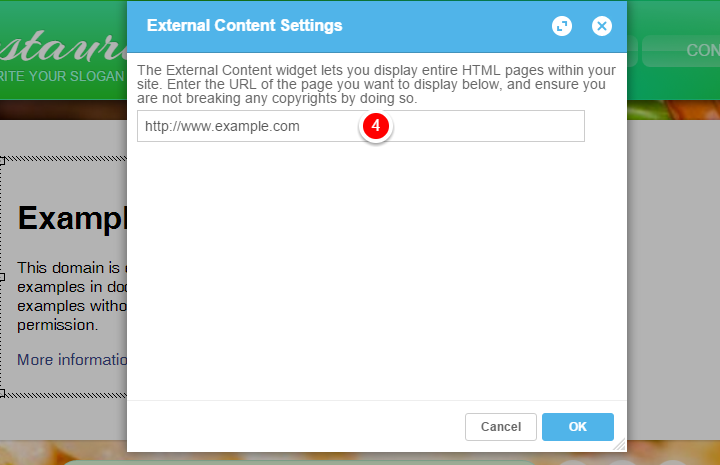 External Content Settings
CON
RITE YOUR SLOGAN
The External Content widget lets you display entire HTML pages within your
site. Enter the URL of the page you want to display below, and ensure you
are not breaking any copyrights by doing so.
http://www.example.com
4
Exampl
This domain is
examples in do
examples witho
permission.
More informatio
Cancel
OK